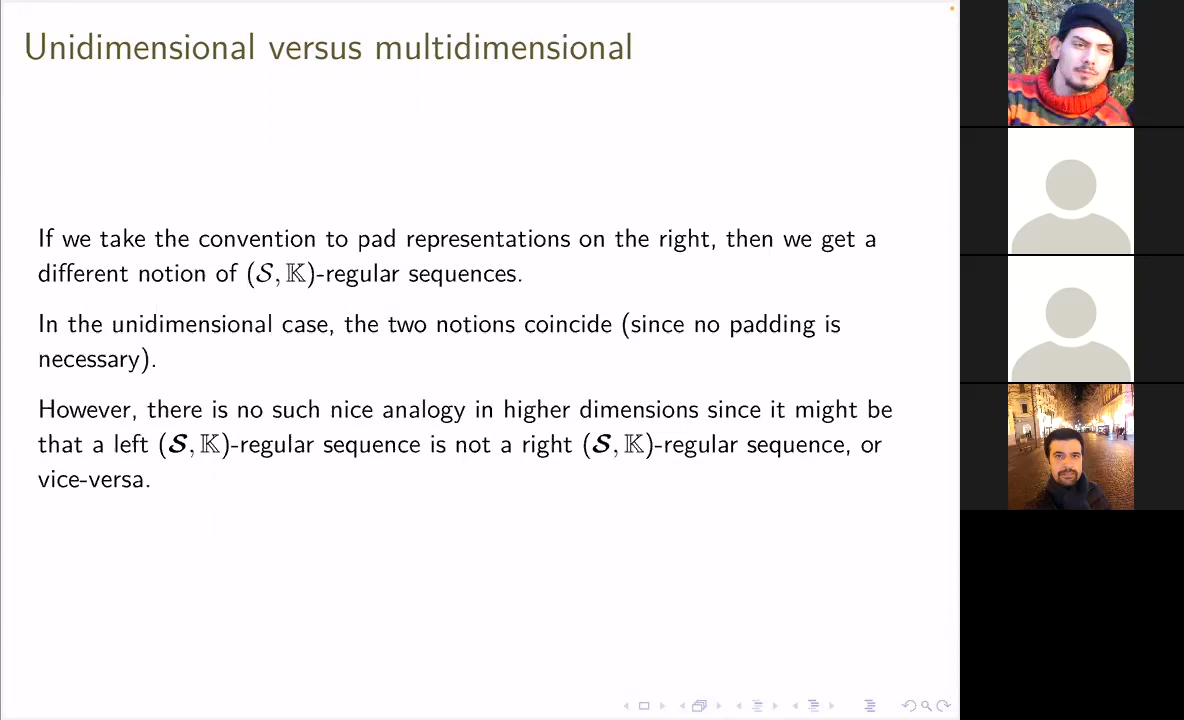 Unidimensional versus multidimensional
If we take the convention to pad representations on the right, then we get a
different notion of (𝒮, 𝕂)-regular sequences.
In the unidimensional case, the two notions coincide (since no padding is
necessary).
However, there is no such nice analogy in higher dimensions since it might be
that a left (𝓢, 𝕂)-regular sequence is not a right (𝓢, 𝕂)-regular sequence, or
vice-versa.